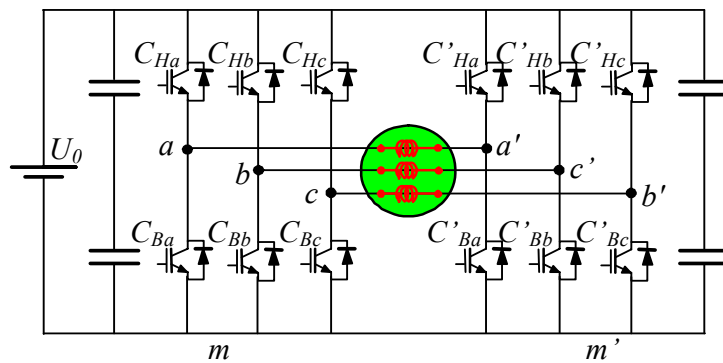 C_Ha C_Hb C_Hc C’_Ha C’_Hb C’_Hc
U_0
a a'
b c’
c b'
C_Ba C_Bb C_Bc C’_Ba C’_Bb C’_Bc
m m’